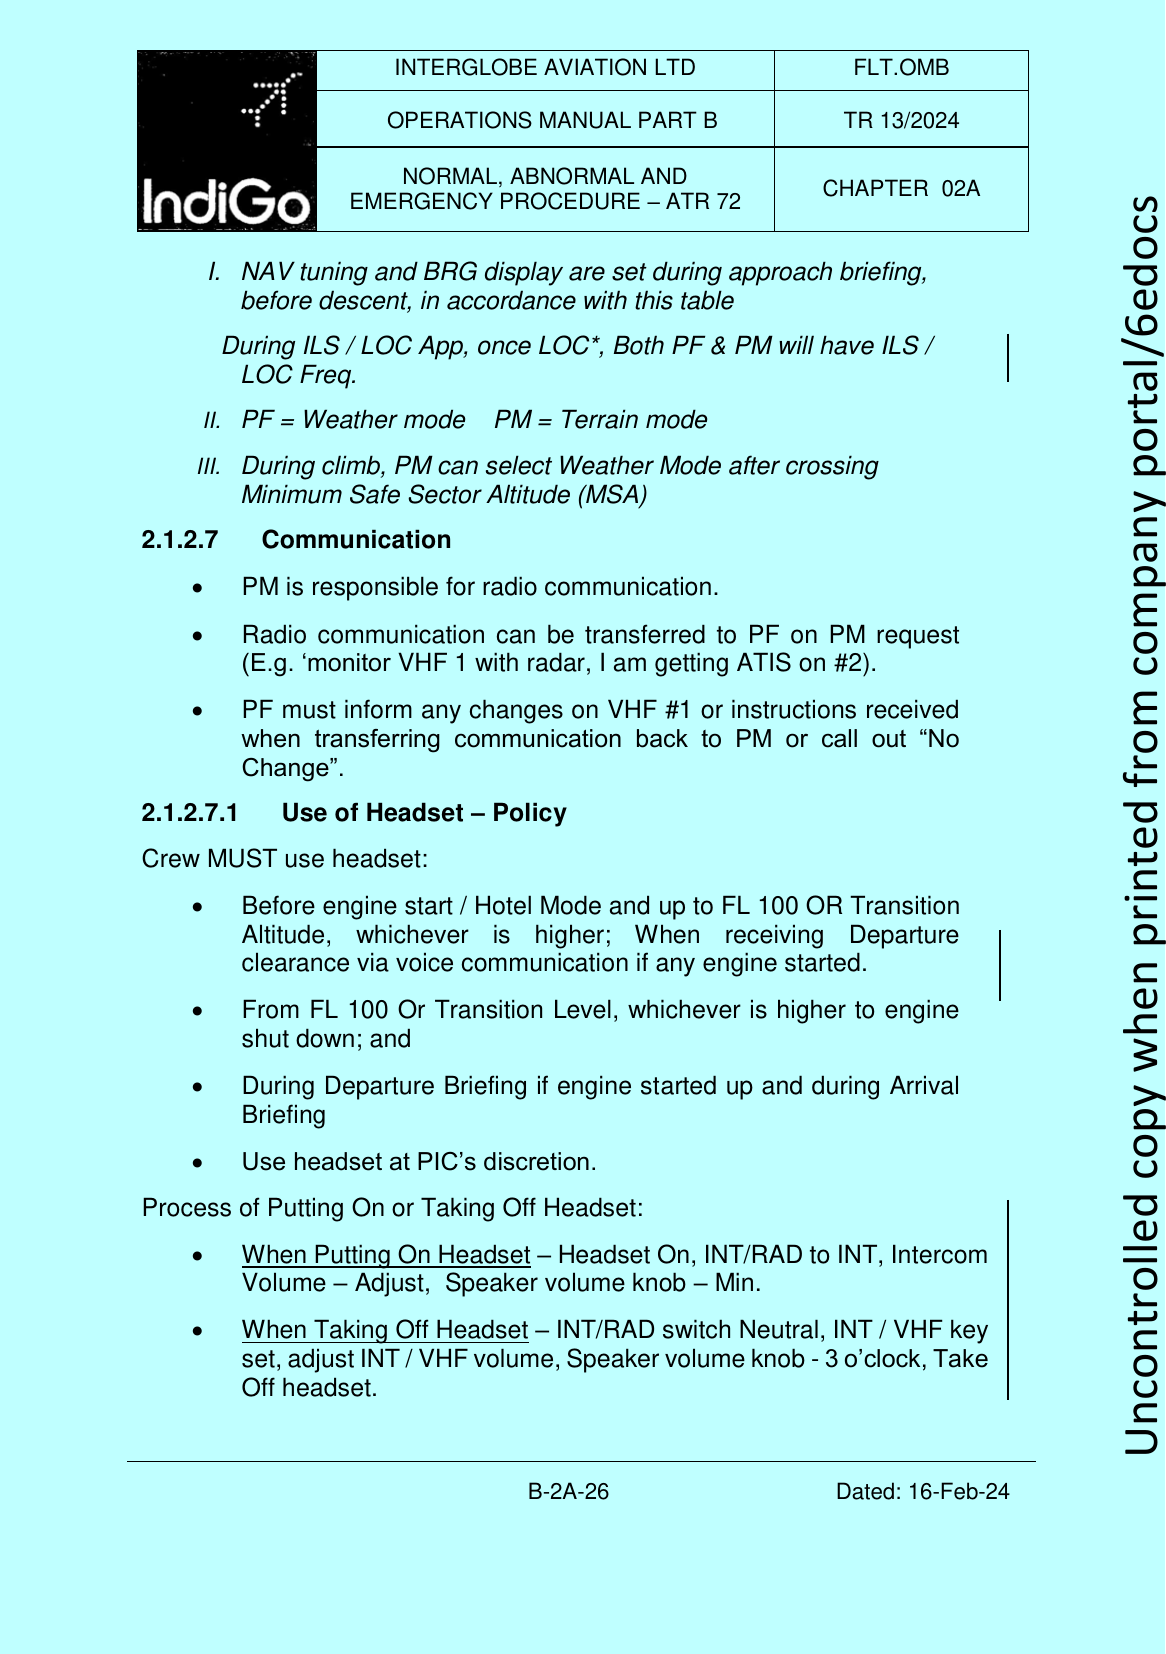 INTERGLOBE AVIATION LTD
FLT.OMB
OPERATIONS MANUAL PART B
TR 13/2024
IndiGo
NORMAL, ABNORMAL AND
EMERGENCY PROCEDURE – ATR 72
CHAPTER 02A
I. NAV tuning and BRG display are set during approach briefing,
before descent, in accordance with this table
During ILS / LOC App, once LOC*, Both PF & PM will have ILS /
LOC Freq.
II. PF = Weather mode PM = Terrain mode
III. During climb, PM can select Weather Mode after crossing
Minimum Safe Sector Altitude (MSA)
2.1.2.7 Communication
• PM is responsible for radio communication.
• Radio communication can be transferred to PF on PM request
(E.g. ‘monitor VHF 1 with radar, I am getting ATIS on #2).
• PF must inform any changes on VHF #1 or instructions received
when transferring communication back to PM or call out “No
Change”.
2.1.2.7.1 Use of Headset – Policy
Crew MUST use headset:
• Before engine start / Hotel Mode and up to FL 100 OR Transition
Altitude, whichever is higher; When receiving Departure
clearance via voice communication if any engine started.
• From FL 100 Or Transition Level, whichever is higher to engine
shut down; and
• During Departure Briefing if engine started up and during Arrival
Briefing
• Use headset at PIC’s discretion.
Process of Putting On or Taking Off Headset:
• When Putting On Headset – Headset On, INT/RAD to INT, Intercom
Volume – Adjust, Speaker volume knob – Min.
• When Taking Off Headset – INT/RAD switch Neutral, INT / VHF key
set, adjust INT / VHF volume, Speaker volume knob - 3 o’clock, Take
Off headset.
B-2A-26
Dated: 16-Feb-24
Uncontrolled copy when printed from company portal/6edocs